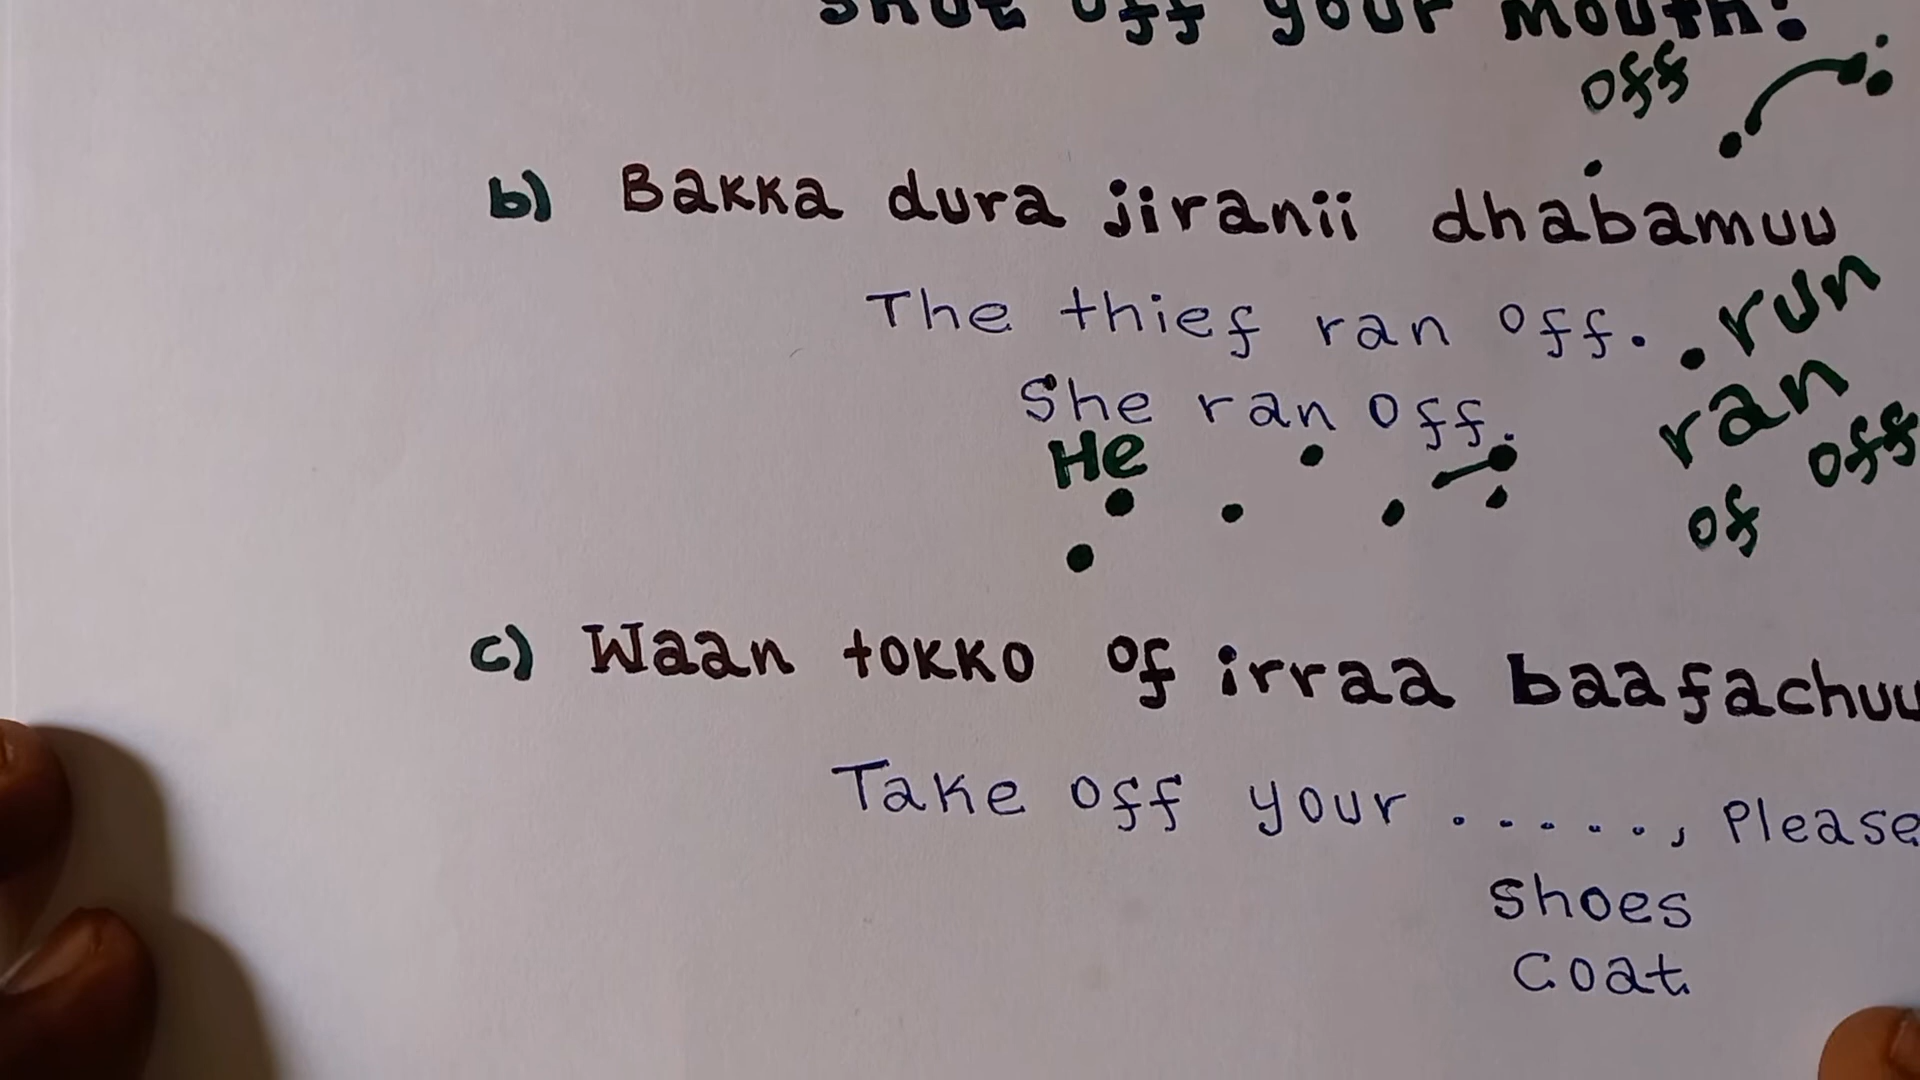 Shut off your mouth!
off
b) Bakka dura jiranii dhabamuu
The thief ran off. . run
She ran off. ran off
He of
c) Waan tokko of irraa baafachuu
Take off your ....., Please
Shoes
Coat